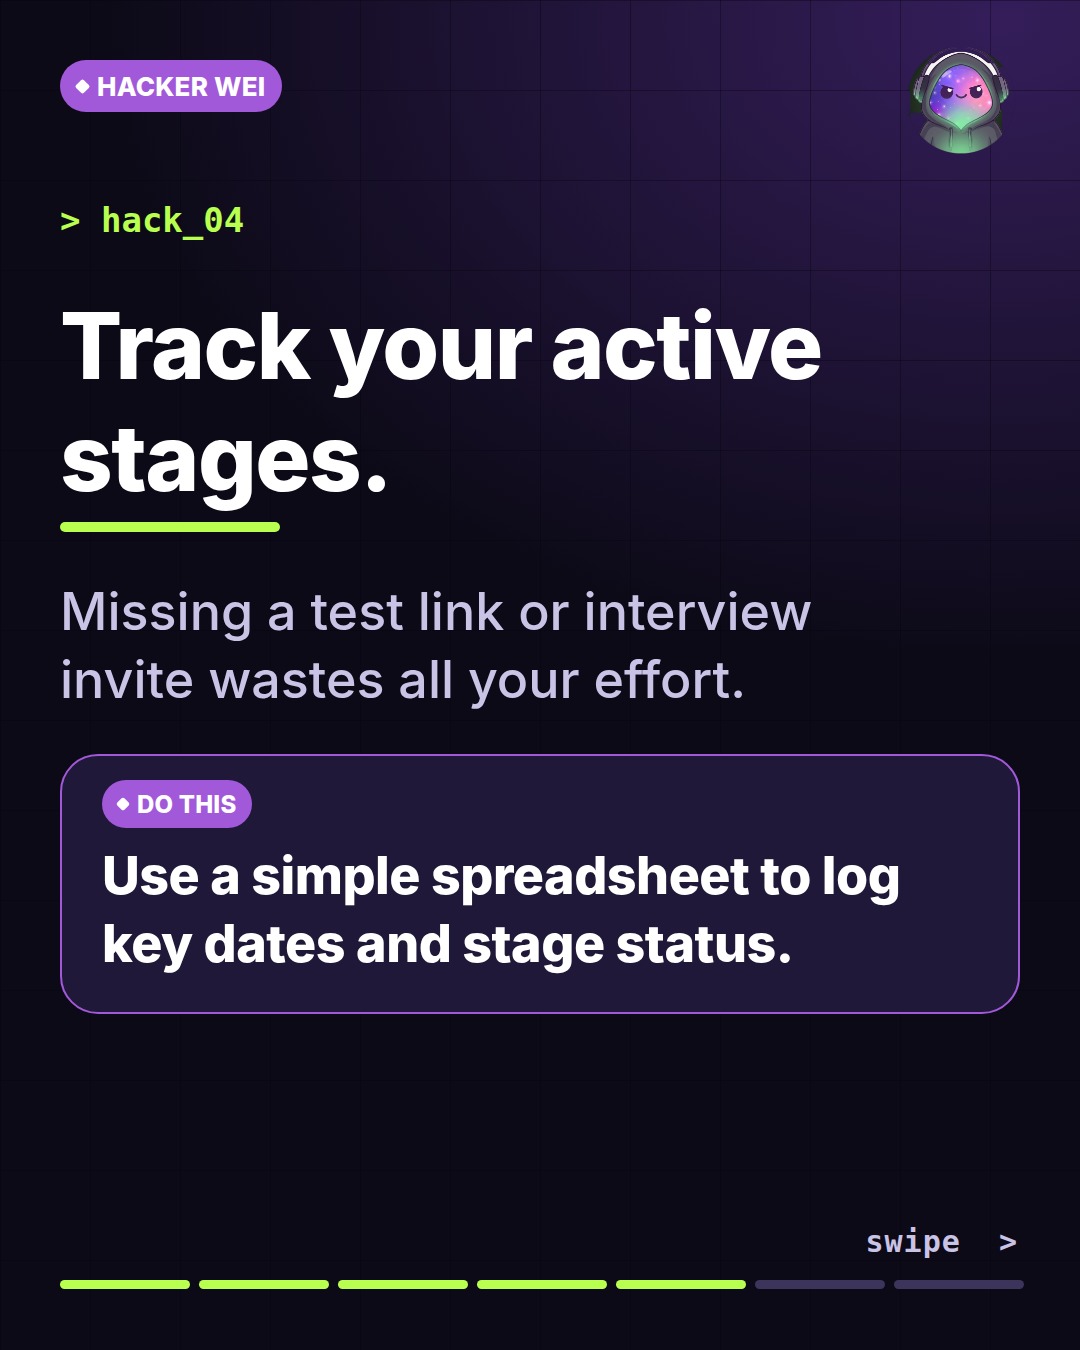 HACKER WEI
> hack_04
Track your active
stages.
Missing a test link or interview
invite wastes all your effort.
DO THIS
Use a simple spreadsheet to log
key dates and stage status.
swipe >